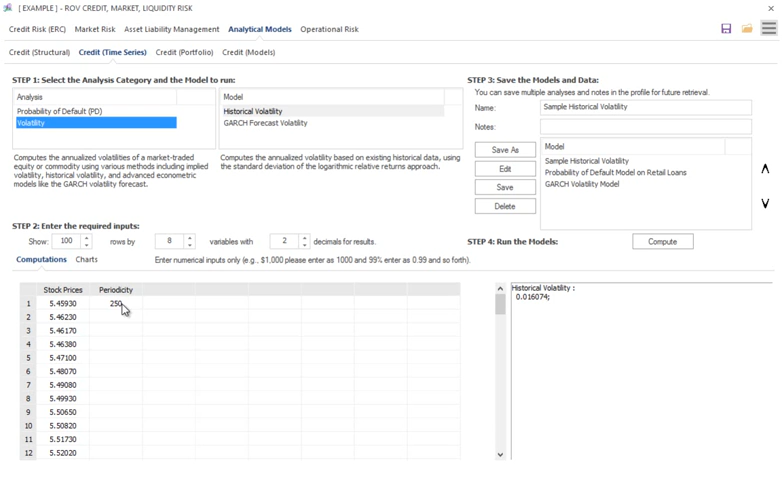 [ EXAMPLE ] - ROV CREDIT, MARKET, LIQUIDITY RISK
Credit Risk (ERC) Market Risk Asset Liability Management Analytical Models Operational Risk
Credit (Structural) Credit (Time Series) Credit (Portfolio) Credit (Models)
STEP 1: Select the Analysis Category and the Model to run:
Analysis
Probability of Default (PD)
Volatility
Model
Historical Volatility
GARCH Forecast Volatility
Computes the annualized volatilities of a market-traded
equity or commodity using various methods including implied
volatility, historical volatility, and advanced econometric
models like the GARCH volatility forecast.
Computes the annualized volatility based on existing historical data, using
the standard deviation of the logarithmic relative returns approach.
STEP 3: Save the Models and Data:
You can save multiple analyses and notes in the profile for future retrieval.
Name: Sample Historical Volatility
Notes:
Save As
Edit
Save
Delete
Model
Sample Historical Volatility
Probability of Default Model on Retail Loans
GARCH Volatility Model
STEP 2: Enter the required inputs:
Show: 100 rows by 8 variables with 2 decimals for results.
STEP 4: Run the Models: Compute
Computations Charts Enter numerical inputs only (e.g., $1,000 please enter as 1000 and 99% enter as 0.99 and so forth).
Stock Prices Periodicity
1 5.45930 250
2 5.46230
3 5.46170
4 5.46380
5 5.47100
6 5.48070
7 5.49080
8 5.49930
9 5.50650
10 5.50820
11 5.51730
12 5.52020
Historical Volatility :
0.016074;